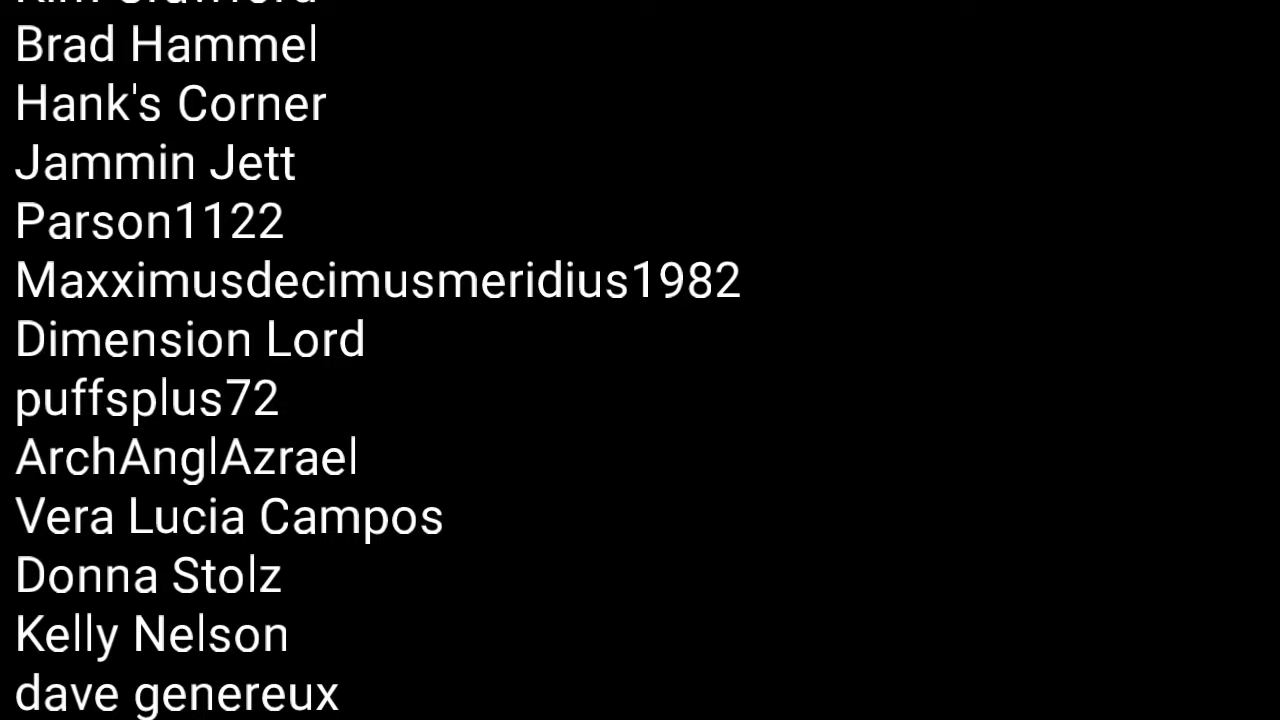 Brad Hammel
Hank's Corner
Jammin Jett
Parson1122
Maxximusdecimusmeridius1982
Dimension Lord
puffsplus72
ArchAnglAzrael
Vera Lucia Campos
Donna Stolz
Kelly Nelson
dave genereux